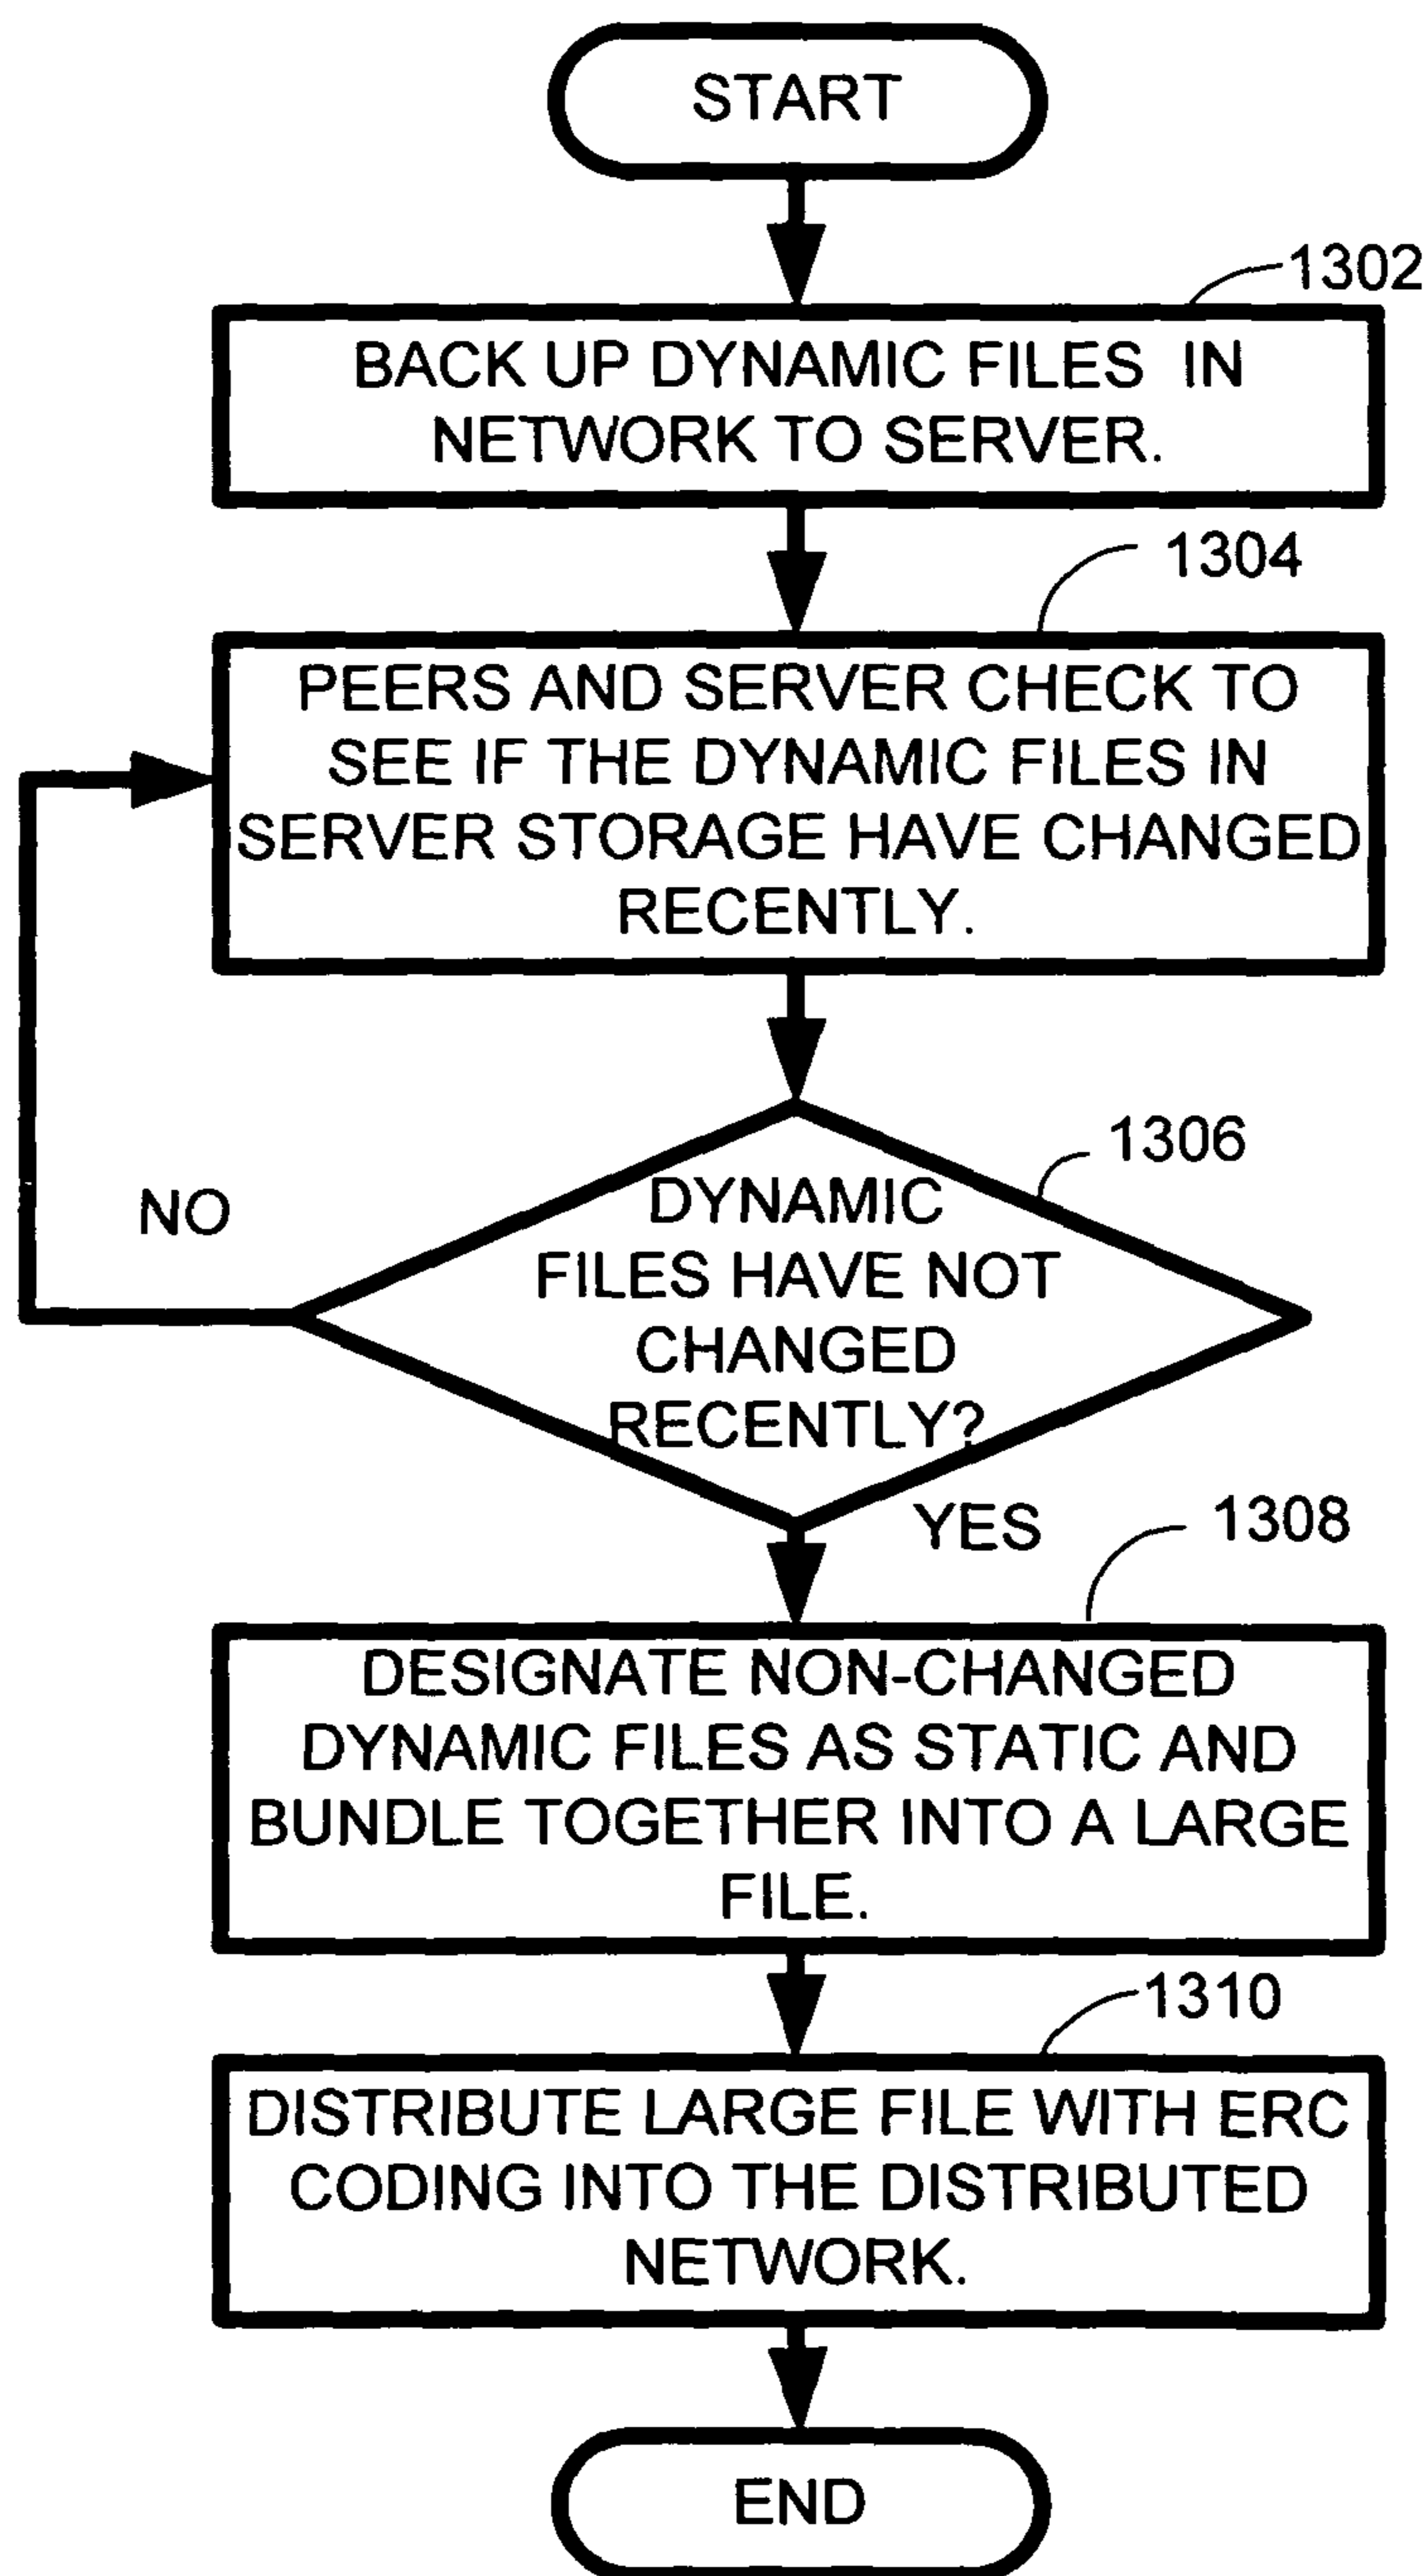 START
1302
BACK UP DYNAMIC FILES IN
NETWORK TO SERVER.
1304
PEERS AND SERVER CHECK TO
SEE IF THE DYNAMIC FILES IN
SERVER STORAGE HAVE CHANGED
RECENTLY.
1306
DYNAMIC
FILES HAVE NOT
CHANGED
RECENTLY?
NO
YES
1308
DESIGNATE NON-CHANGED
DYNAMIC FILES AS STATIC AND
BUNDLE TOGETHER INTO A LARGE
FILE.
1310
DISTRIBUTE LARGE FILE WITH ERC
CODING INTO THE DISTRIBUTED
NETWORK.
END